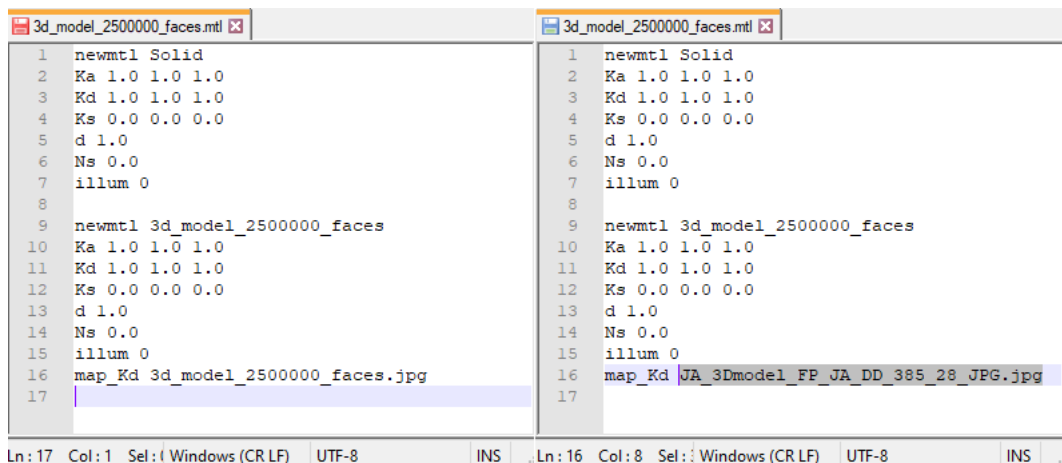 3d_model_2500000_faces.mtl
1 newmtl Solid
2 Ka 1.0 1.0 1.0
3 Kd 1.0 1.0 1.0
4 Ks 0.0 0.0 0.0
5 d 1.0
6 Ns 0.0
7 illum 0
8
9 newmtl 3d_model_2500000_faces
10 Ka 1.0 1.0 1.0
11 Kd 1.0 1.0 1.0
12 Ks 0.0 0.0 0.0
13 d 1.0
14 Ns 0.0
15 illum 0
16 map_Kd 3d_model_2500000_faces.jpg
17
Ln : 17 Col : 1 Sel : Windows (CR LF) UTF-8 INS
3d_model_2500000_faces.mtl
1 newmtl Solid
2 Ka 1.0 1.0 1.0
3 Kd 1.0 1.0 1.0
4 Ks 0.0 0.0 0.0
5 d 1.0
6 Ns 0.0
7 illum 0
8
9 newmtl 3d_model_2500000_faces
10 Ka 1.0 1.0 1.0
11 Kd 1.0 1.0 1.0
12 Ks 0.0 0.0 0.0
13 d 1.0
14 Ns 0.0
15 illum 0
16 map_Kd JA_3Dmodel_FP_JA_DD_385_28_JPG.jpg
17
Ln : 16 Col : 8 Sel : Windows (CR LF) UTF-8 INS